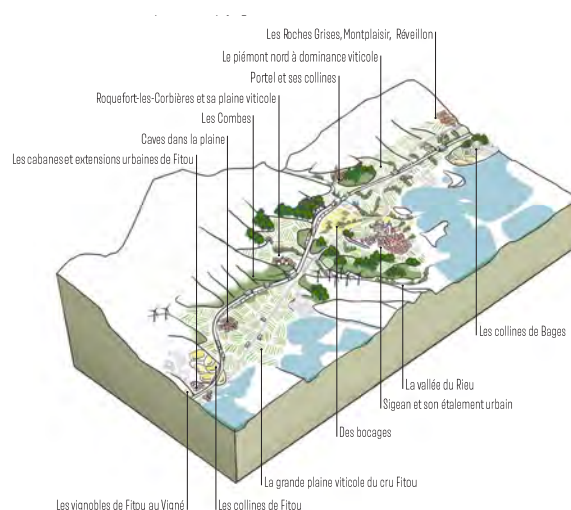 Les Roches Grises, Montplaisir, Réveillon
Le piémont nord à dominance viticole
Portel et ses collines
Roquefort-les-Corbières et sa plaine viticole
Les Combes
Caves dans la plaine
Les cabanes et extensions urbaines de Fitou
Les collines de Bages
La vallée du Rieu
Sigean et son étalement urbain
Des bocages
La grande plaine viticole du cru Fitou
Les vignobles de Fitou au Vigné
Les collines de Fitou